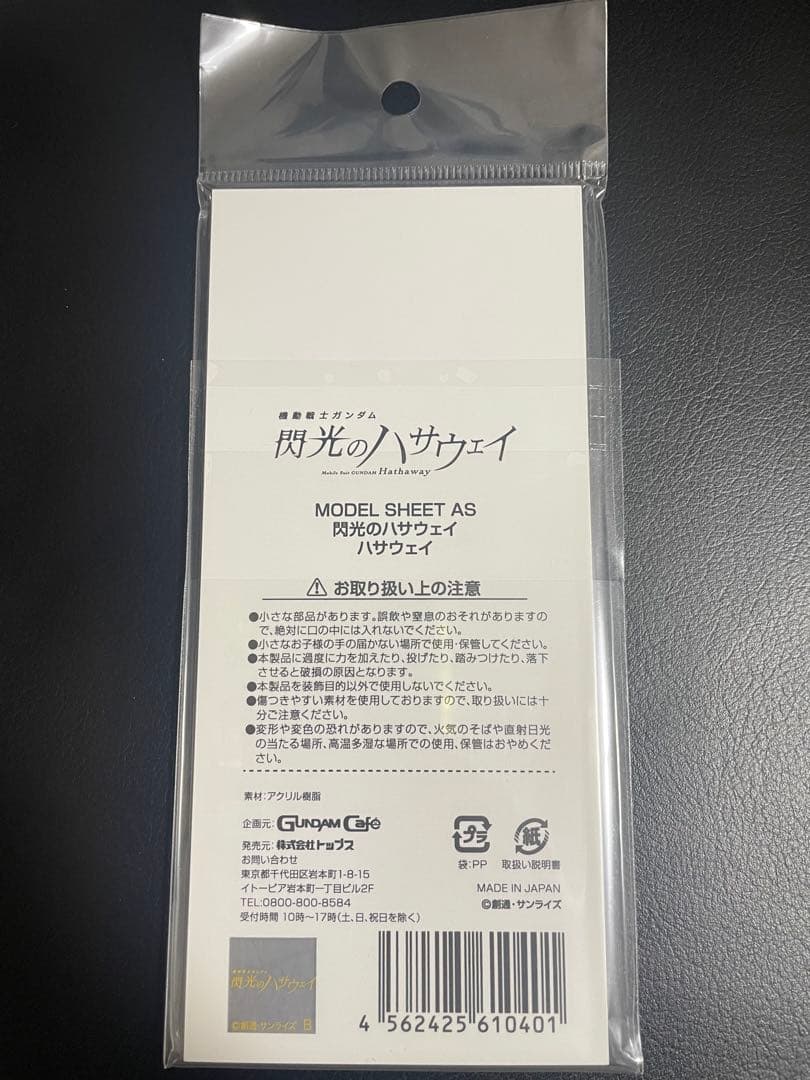 機動戦士ガンダム
閃光のハサウェイ
Mobile Suit GUNDAM Hathaway
MODEL SHEET AS
閃光のハサウェイ
ハサウェイ
お取り扱い上の注意
●小さな部品があります。誤飲や窒息のおそれがありますの
で、絶対に口の中には入れないでください。
●小さなお子様の手の届かない場所で使用・保管してください。
●本製品に過度に力を加えたり、投げたり、踏みつけたり、落下
させると破損の原因となります。
●本製品を装飾目的以外で使用しないでください。
●傷つきやすい素材を使用しておりますので、取り扱いには十
分ご注意ください。
●変形や変色の恐れがありますので、火気のそばや直射日光
の当たる場所、高温多湿な場所での使用、保管はおやめくだ
さい。
素材:アクリル樹脂
企画元: GUNDAM Café
発売元: 株式会社トップス
お問い合わせ
東京都千代田区岩本町1-8-15
イトーピア岩本町一丁目ビル2F
TEL:0800-800-8584
受付時間 10時〜17時(土、日、祝日を除く)
プラ
袋:PP
紙
取扱い説明書
MADE IN JAPAN
©創通・サンライズ
機動戦士ガンダム
閃光のハサウェイ
©創通・サンライズ B
4 562425 610401